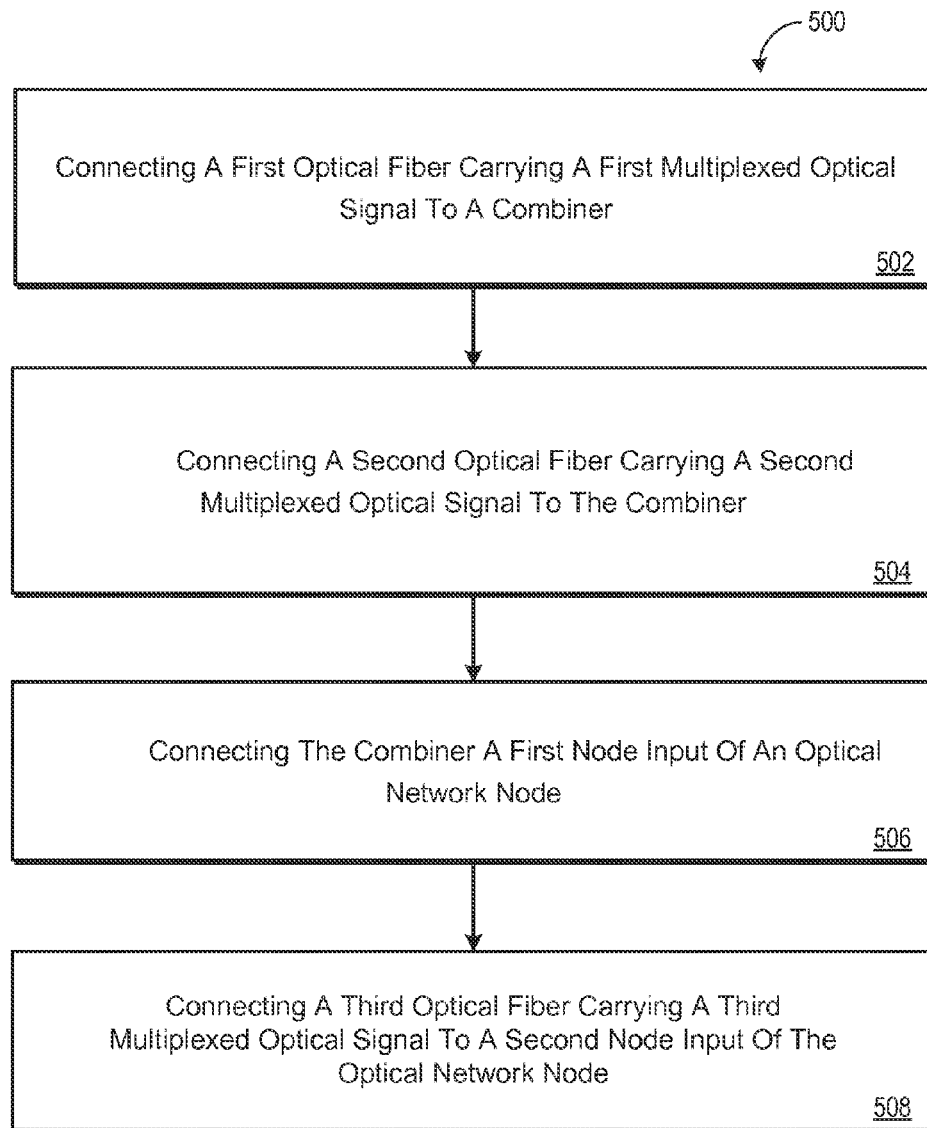 500
Connecting A First Optical Fiber Carrying A First Multiplexed Optical
Signal To A Combiner
502
Connecting A Second Optical Fiber Carrying A Second
Multiplexed Optical Signal To The Combiner
504
Connecting The Combiner A First Node Input Of An Optical
Network Node
506
Connecting A Third Optical Fiber Carrying A Third
Multiplexed Optical Signal To A Second Node Input Of The
Optical Network Node
508